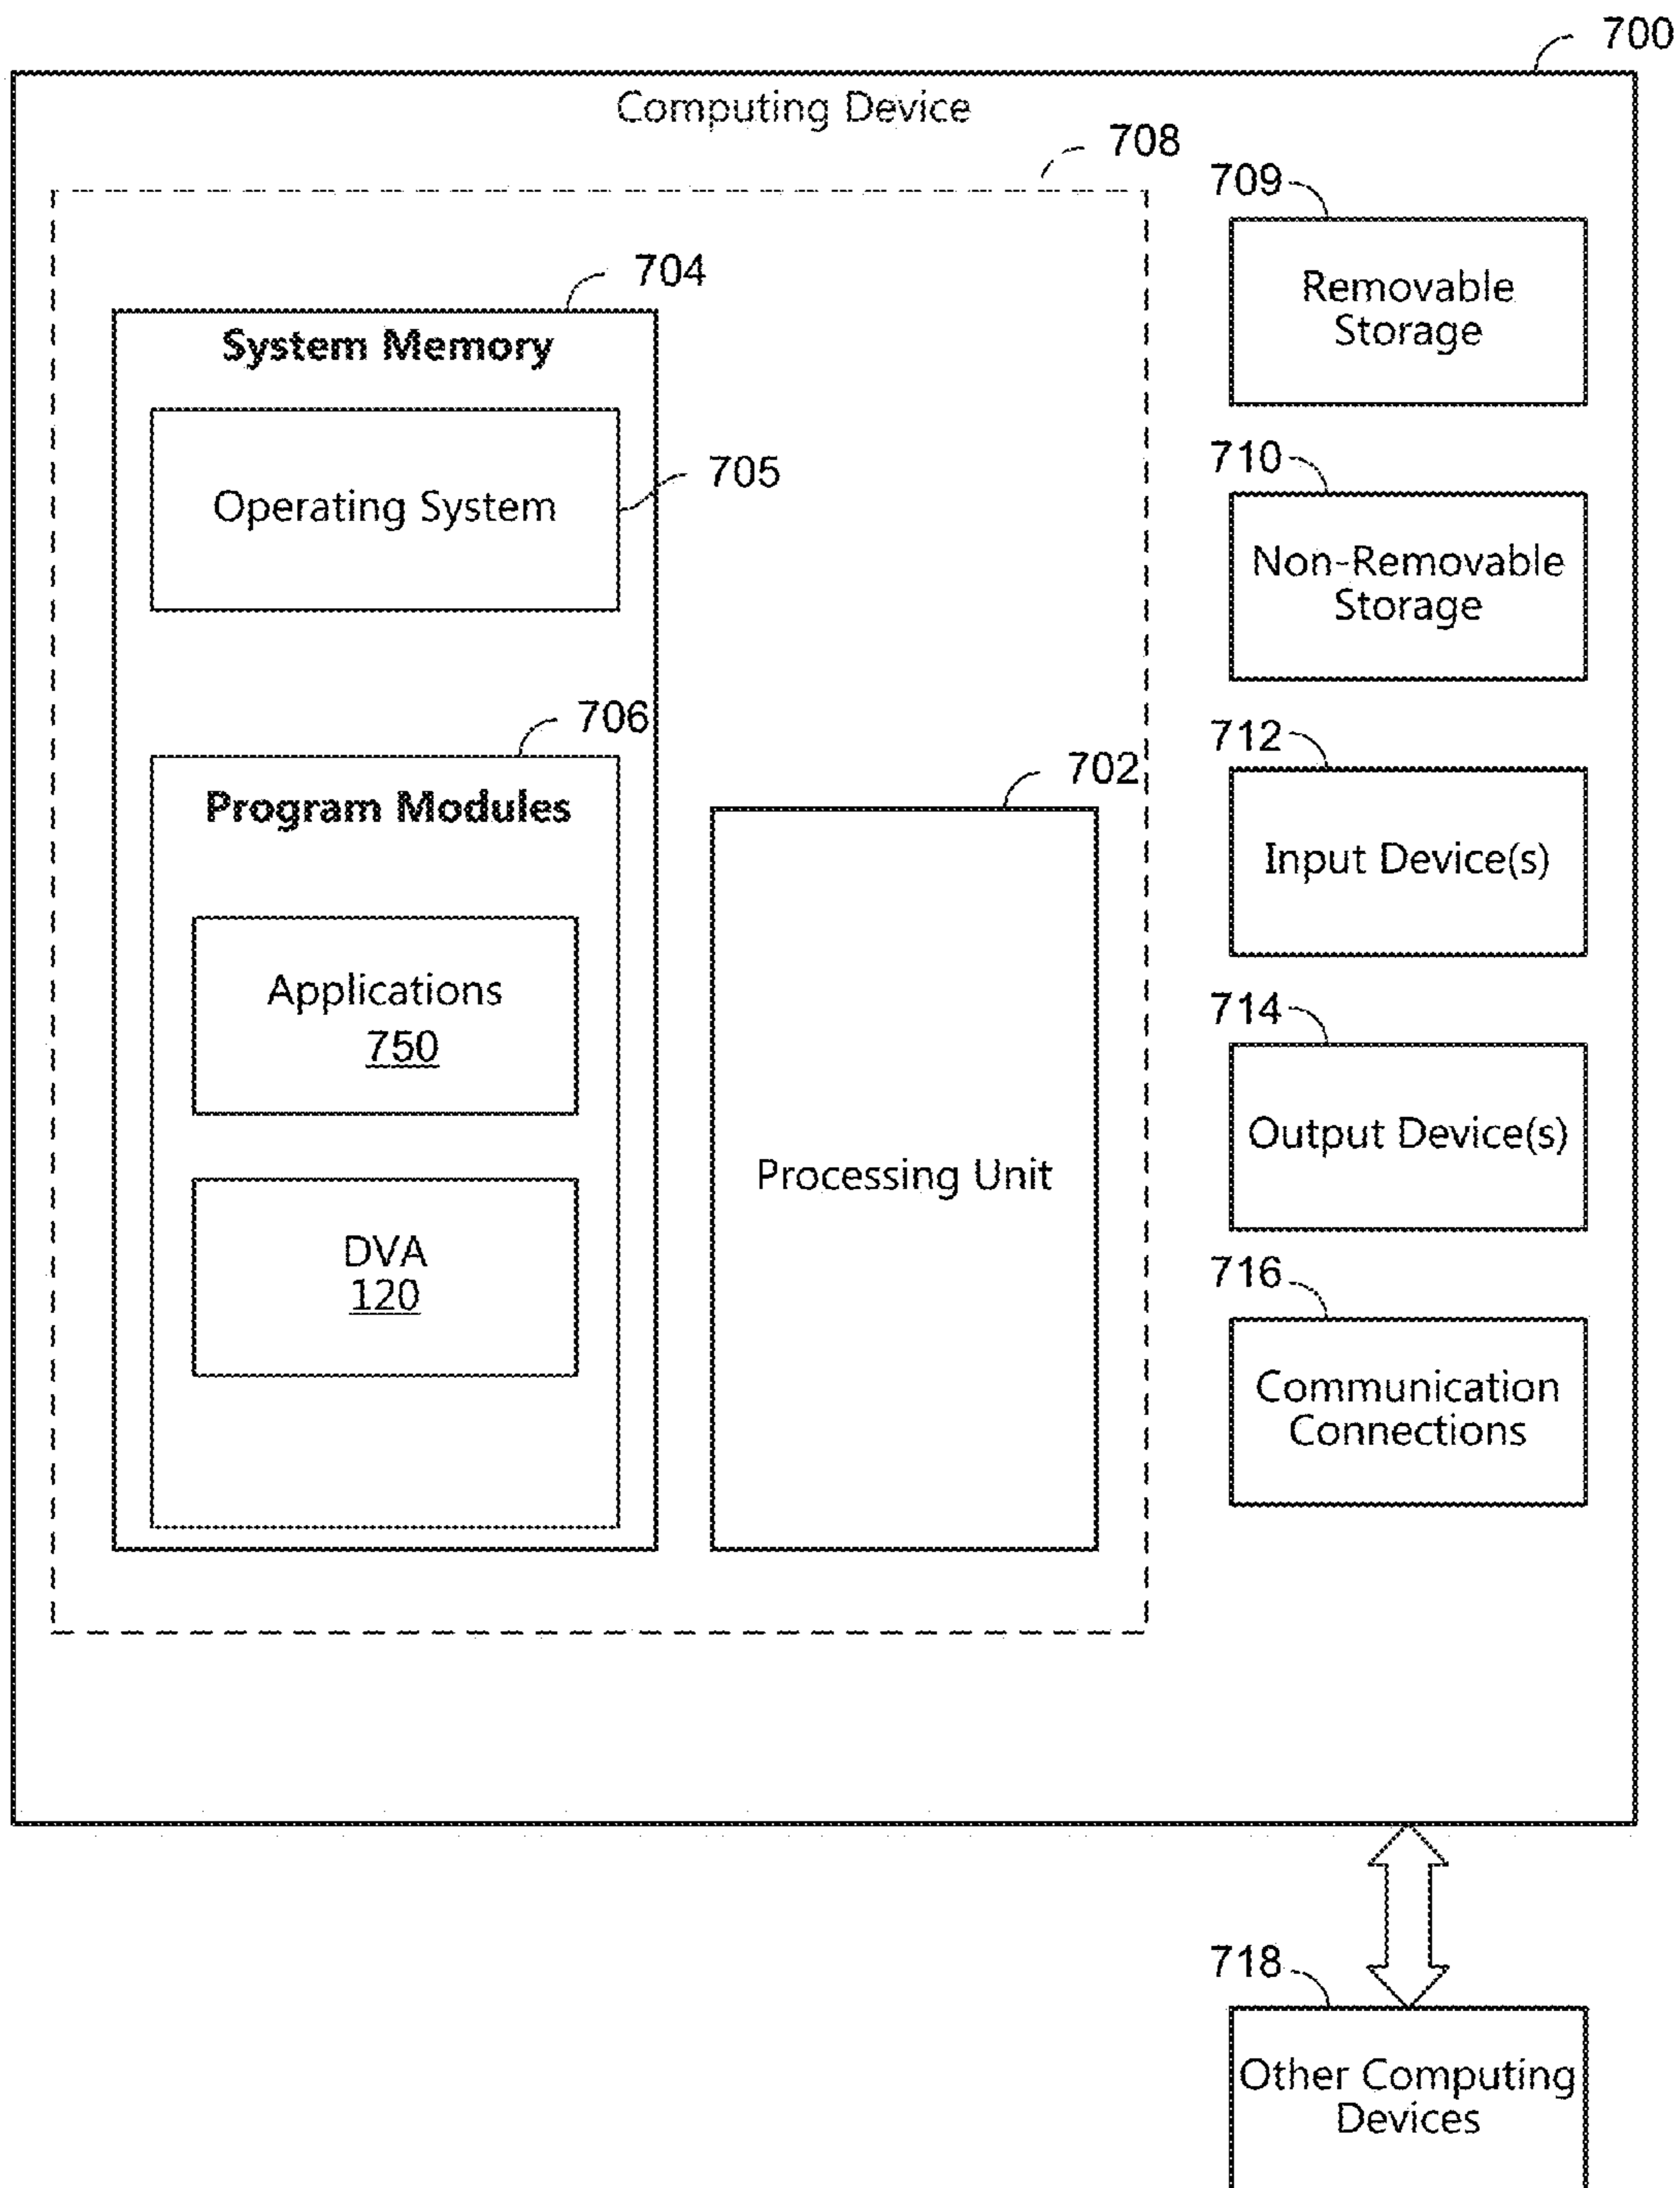 700
Computing Device
708
709
Removable
Storage
704
System Memory
Operating System
705
710
Non-Removable
Storage
706
Program Modules
702
712
Input Device(s)
Applications
750
714
Output Device(s)
Processing Unit
DVA
120
716
Communication
Connections
718
Other Computing
Devices